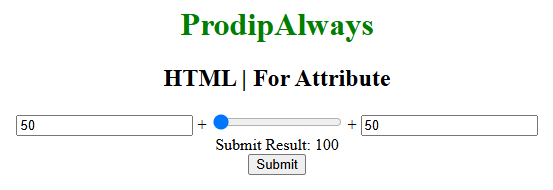 ProdipAlways
HTML | For Attribute
50 + + 50
Submit Result: 100
Submit